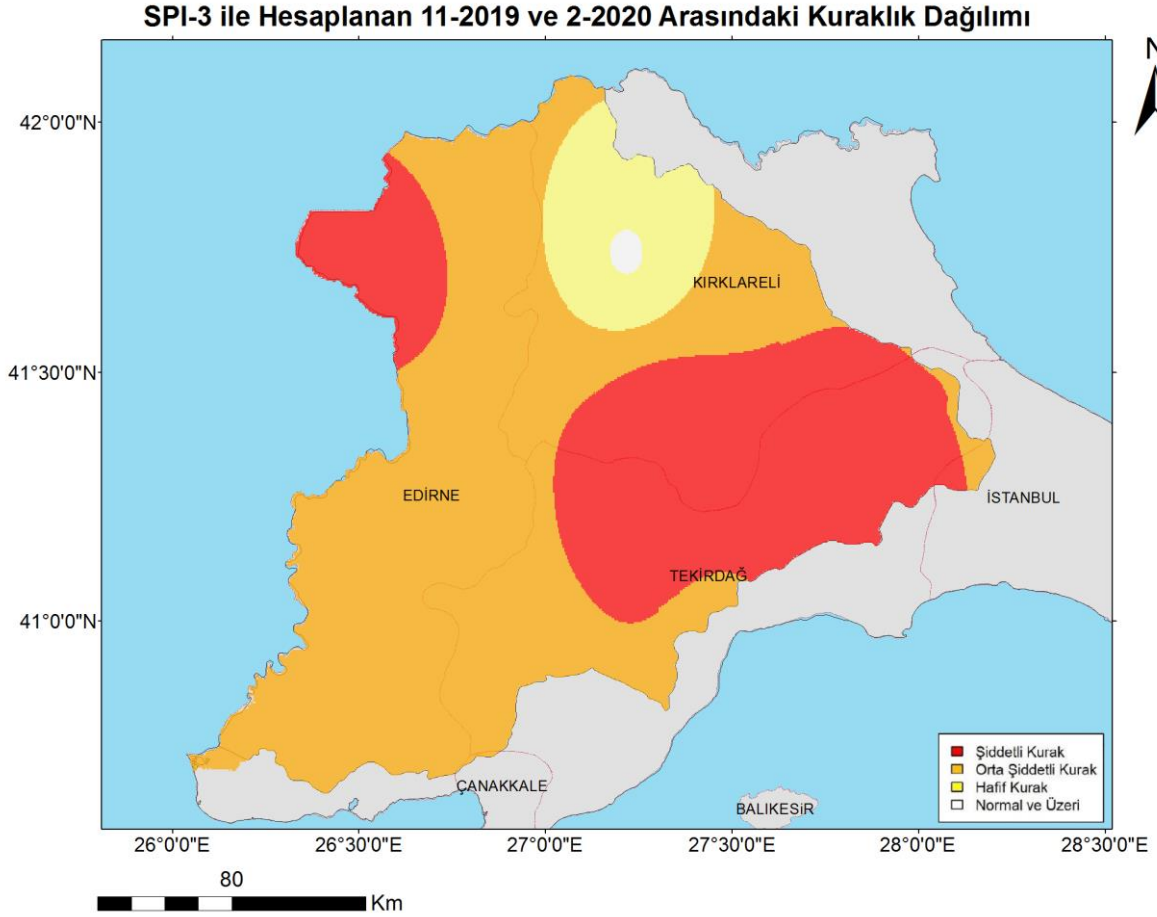 SPI-3 ile Hesaplanan 11-2019 ve 2-2020 Arasındaki Kuraklık Dağılımı
N
42°0'0"N
KIRKLARELİ
41°30'0"N
EDİRNE
İSTANBUL
TEKİRDAĞ
41°0'0"N
Şiddetli Kurak
Orta Şiddetli Kurak
Hafif Kurak
Normal ve Üzeri
ÇANAKKALE
BALIKESİR
26°0'0"E
26°30'0"E
27°0'0"E
27°30'0"E
28°0'0"E
28°30'0"E
80
Km